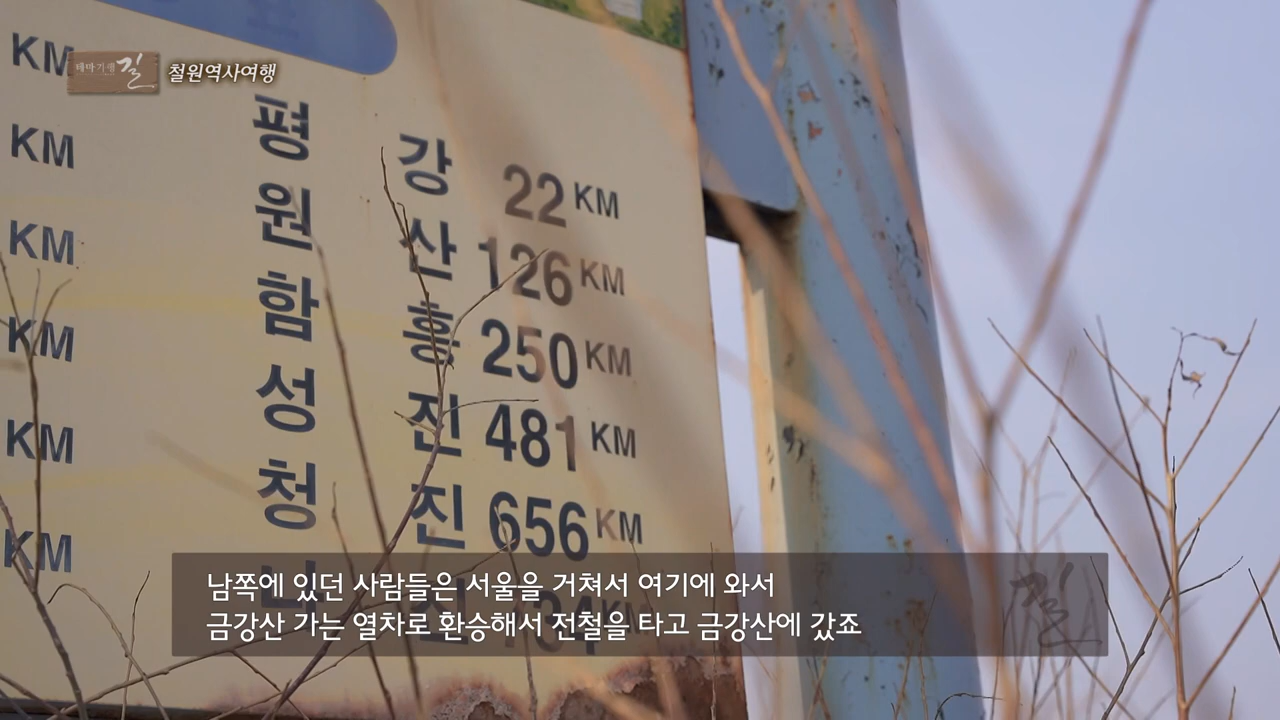 테마기행 길 철원역사여행
KM
KM
KM
KM
KM
KM
평 강 22 KM
원 산 126 KM
함 흥 250 KM
성 진 481 KM
청 진 656 KM
남쪽에 있던 사람들은 서울을 거쳐서 여기에 와서
금강산 가는 열차로 환승해서 전철을 타고 금강산에 갔죠
길